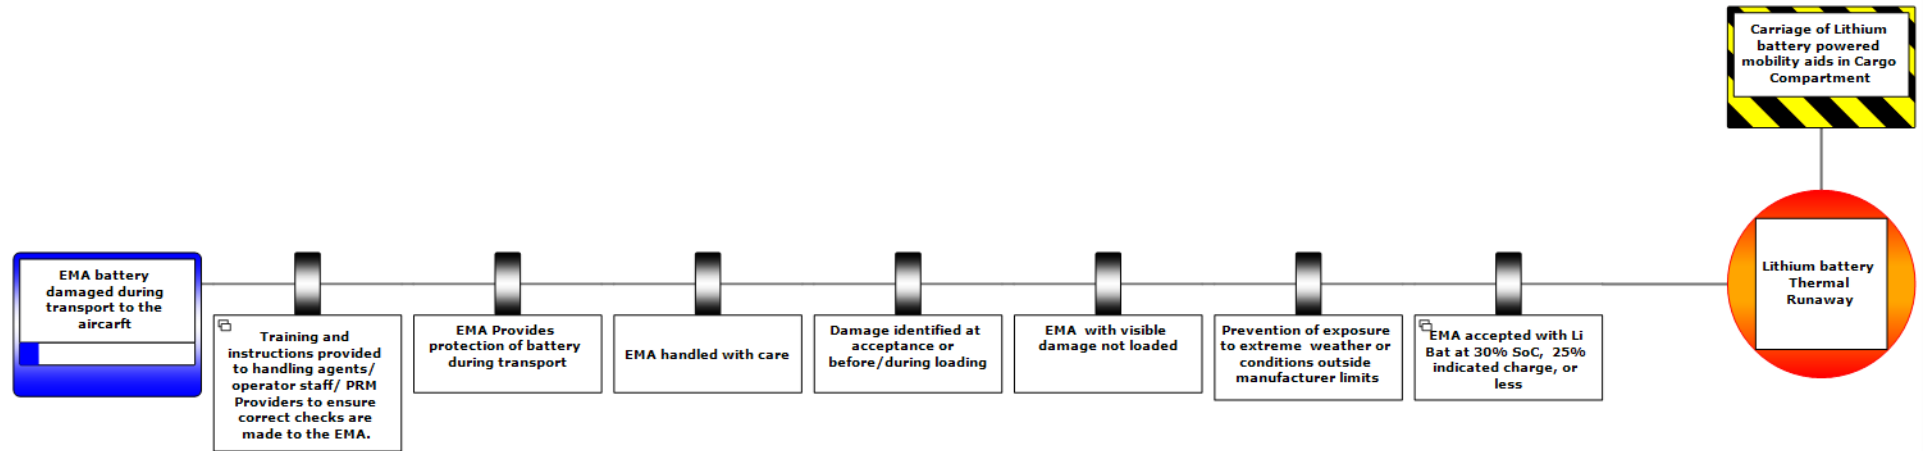 Carriage of Lithium
battery powered
mobility aids in Cargo
Compartment
EMA battery
damaged during
transport to the
aircarft
Training and
instructions provided
to handling agents/
operator staff/ PRM
Providers to ensure
correct checks are
made to the EMA.
EMA Provides
protection of battery
during transport
EMA handled with care
Damage identified at
acceptance or
before/during loading
EMA with visible
damage not loaded
Prevention of exposure
to extreme weather or
conditions outside
manufacturer limits
EMA accepted with Li
Bat at 30% SoC, 25%
indicated charge, or
less
Lithium battery
Thermal
Runaway